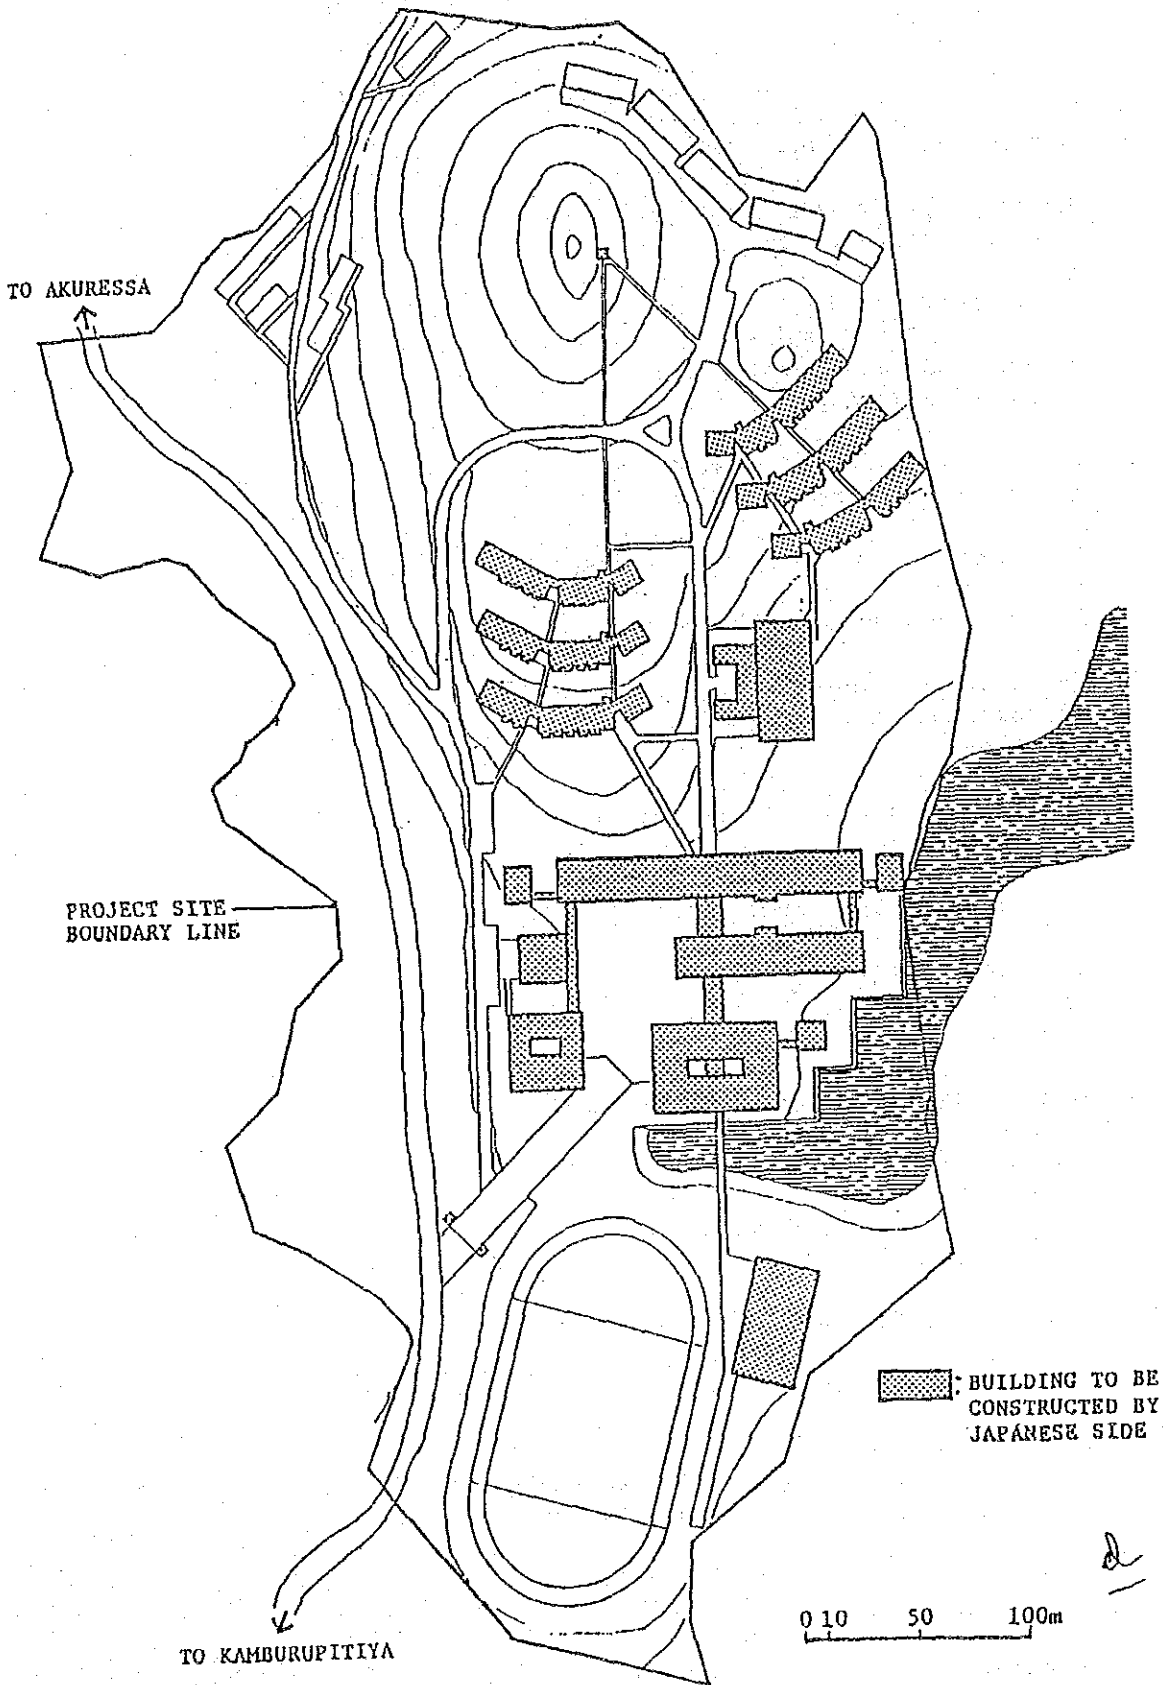 TO AKURESSA
PROJECT SITE
BOUNDARY LINE
: BUILDING TO BE
CONSTRUCTED BY
JAPANESE SIDE
0 10 50 100m
TO KAMBURUPITIYA